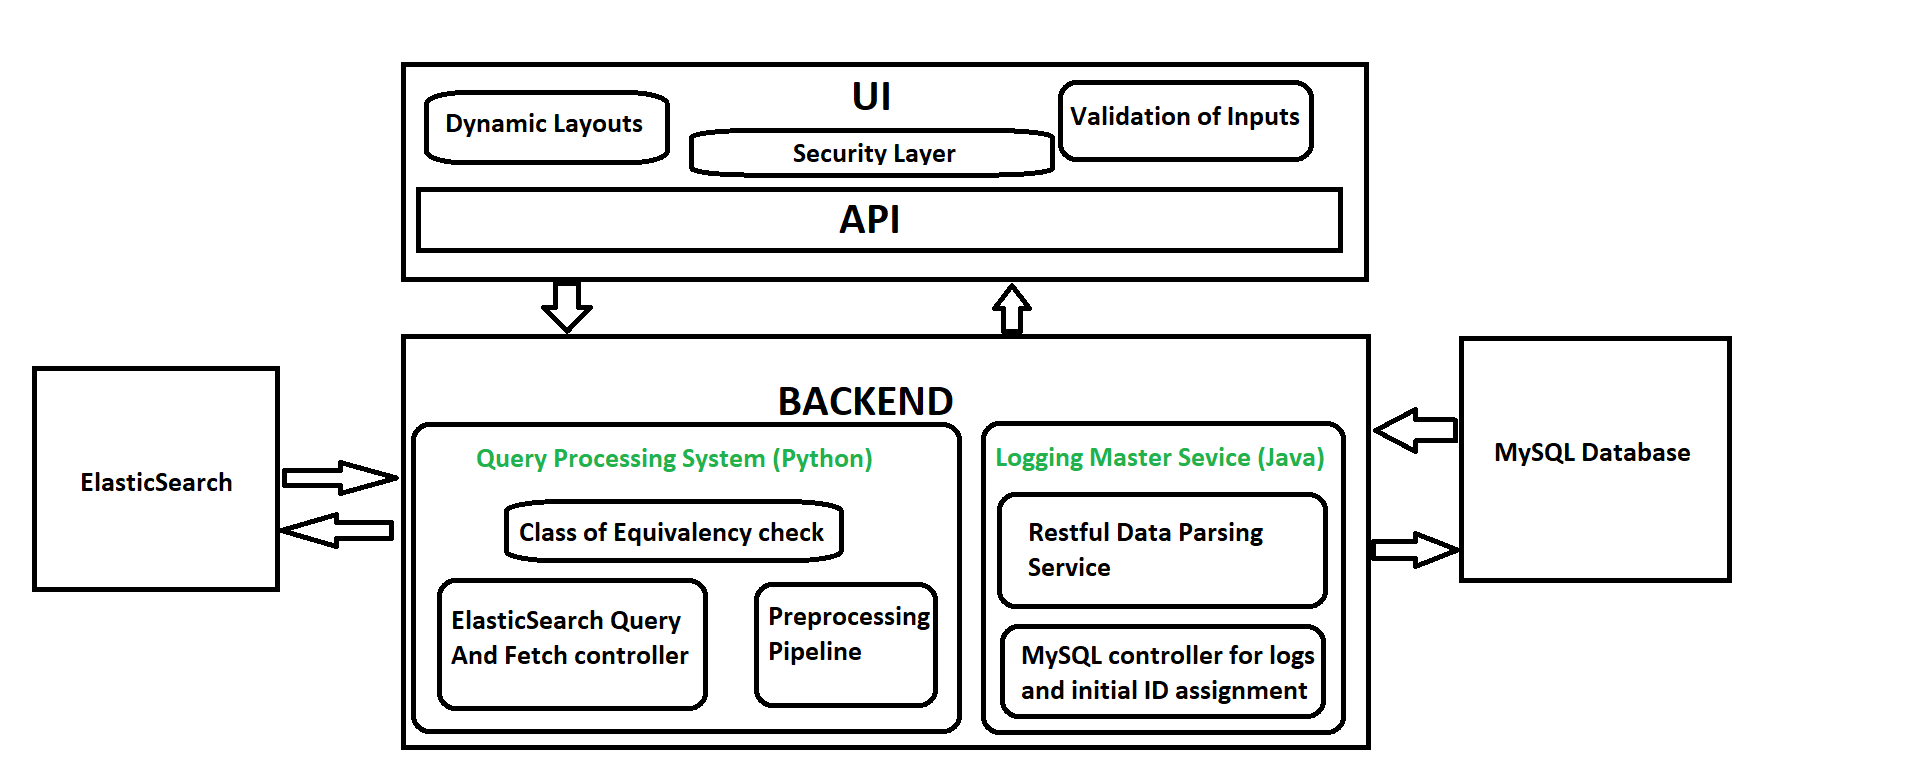 UI
Dynamic Layouts
Validation of Inputs
Security Layer
API
BACKEND
ElasticSearch
Query Processing System (Python)
Class of Equivalency check
ElasticSearch Query
And Fetch controller
Preprocessing
Pipeline
Logging Master Sevice (Java)
Restful Data Parsing
Service
MySQL controller for logs
and initial ID assignment
MySQL Database